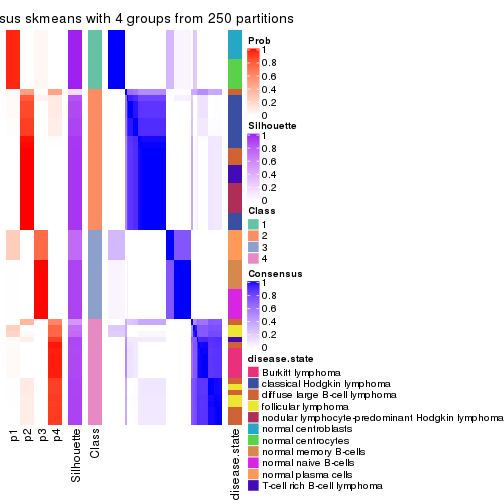 sus skmeans with 4 groups from 250 partitions
Prob
1
0.8
0.6
0.4
0.2
0
Silhouette
1
0.8
0.6
0.4
0.2
0
Class
1
2
3
4
Consensus
1
0.8
0.6
0.4
0.2
0
disease.state
Burkitt lymphoma
classical Hodgkin lymphoma
diffuse large B-cell lymphoma
follicular lymphoma
nodular lymphocyte-predominant Hodgkin lymphoma
normal centroblasts
normal centrocytes
normal memory B-cells
normal naive B-cells
normal plasma cells
T-cell rich B-cell lymphoma
p1
p2
p3
p4
Silhouette
Class
disease.state